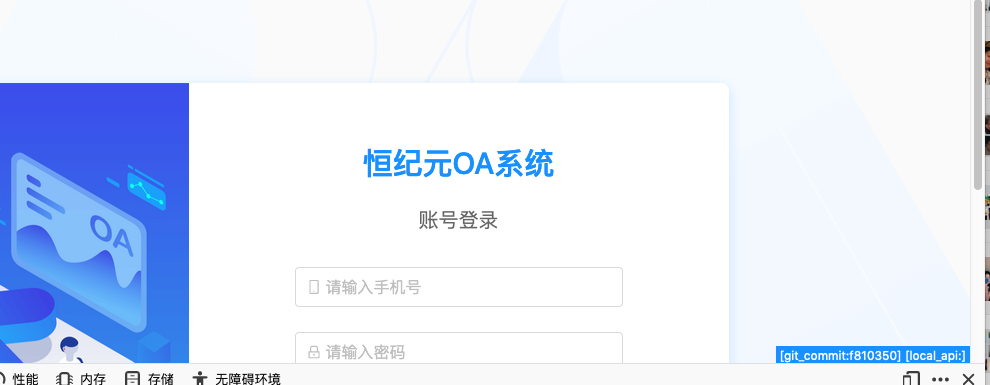 恒纪元OA系统
OA
账号登录
请输入手机号
请输入密码
[git_commit:f810350] [local_api:]
性能 内存 存储 无障碍环境